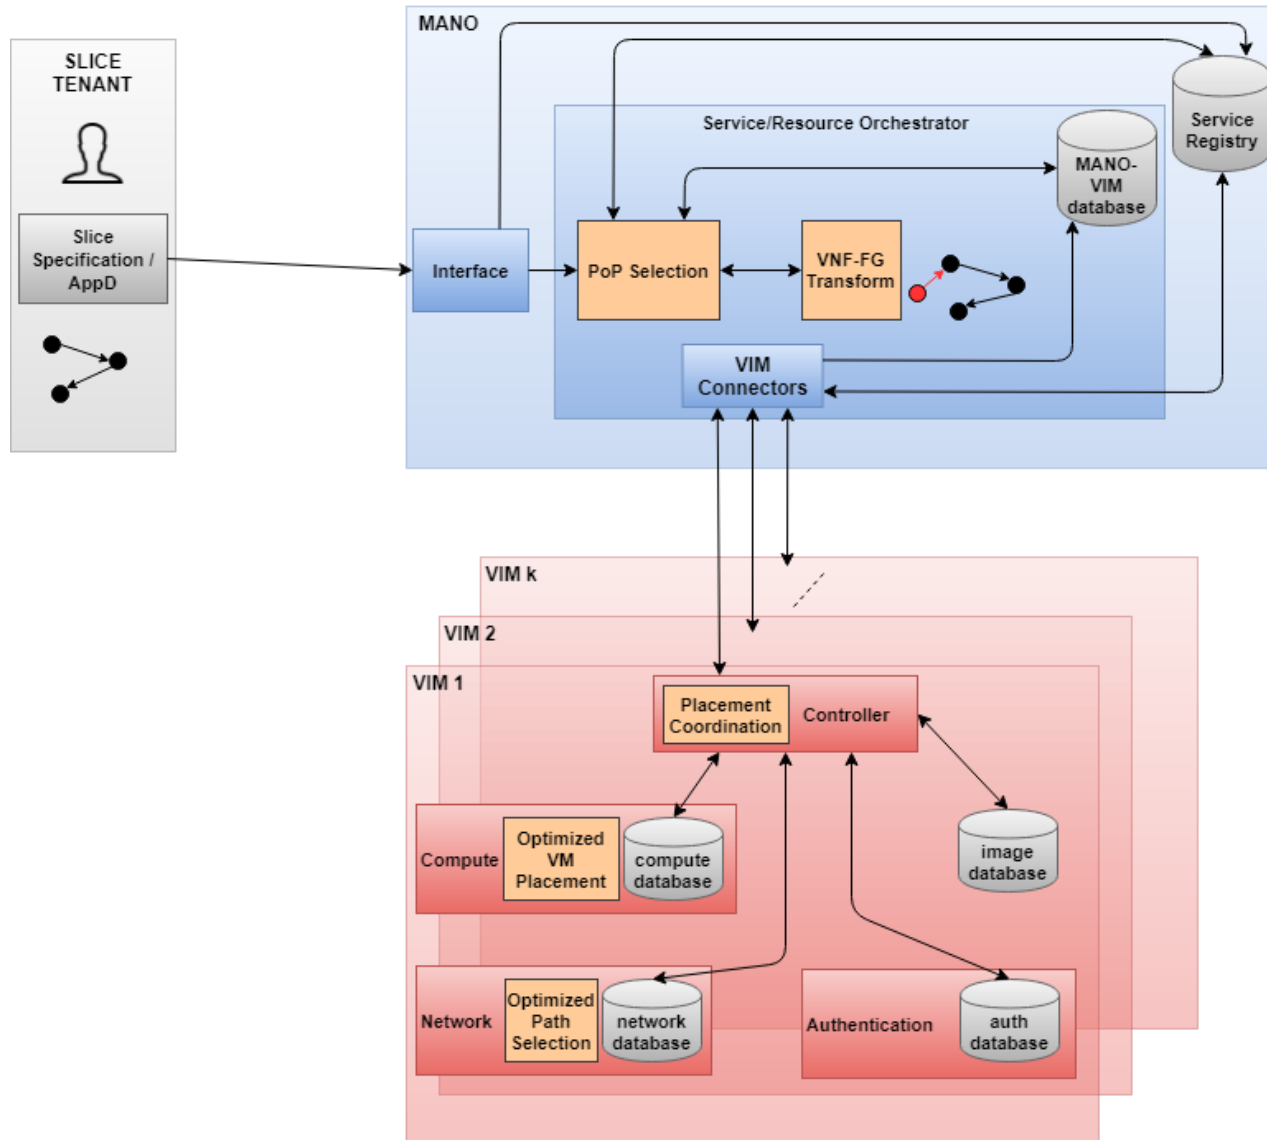 SLICE
TENANT
Slice
Specification /
AppD
MANO
Service
Registry
Service/Resource Orchestrator
MANO-
VIM
database
Interface
PoP Selection
VNF-FG
Transform
VIM
Connectors
VIM k
VIM 2
VIM 1
Placement
Coordination
Controller
Compute
Optimized
VM
Placement
compute
database
image
database
Network
Optimized
Path
Selection
network
database
Authentication
auth
database